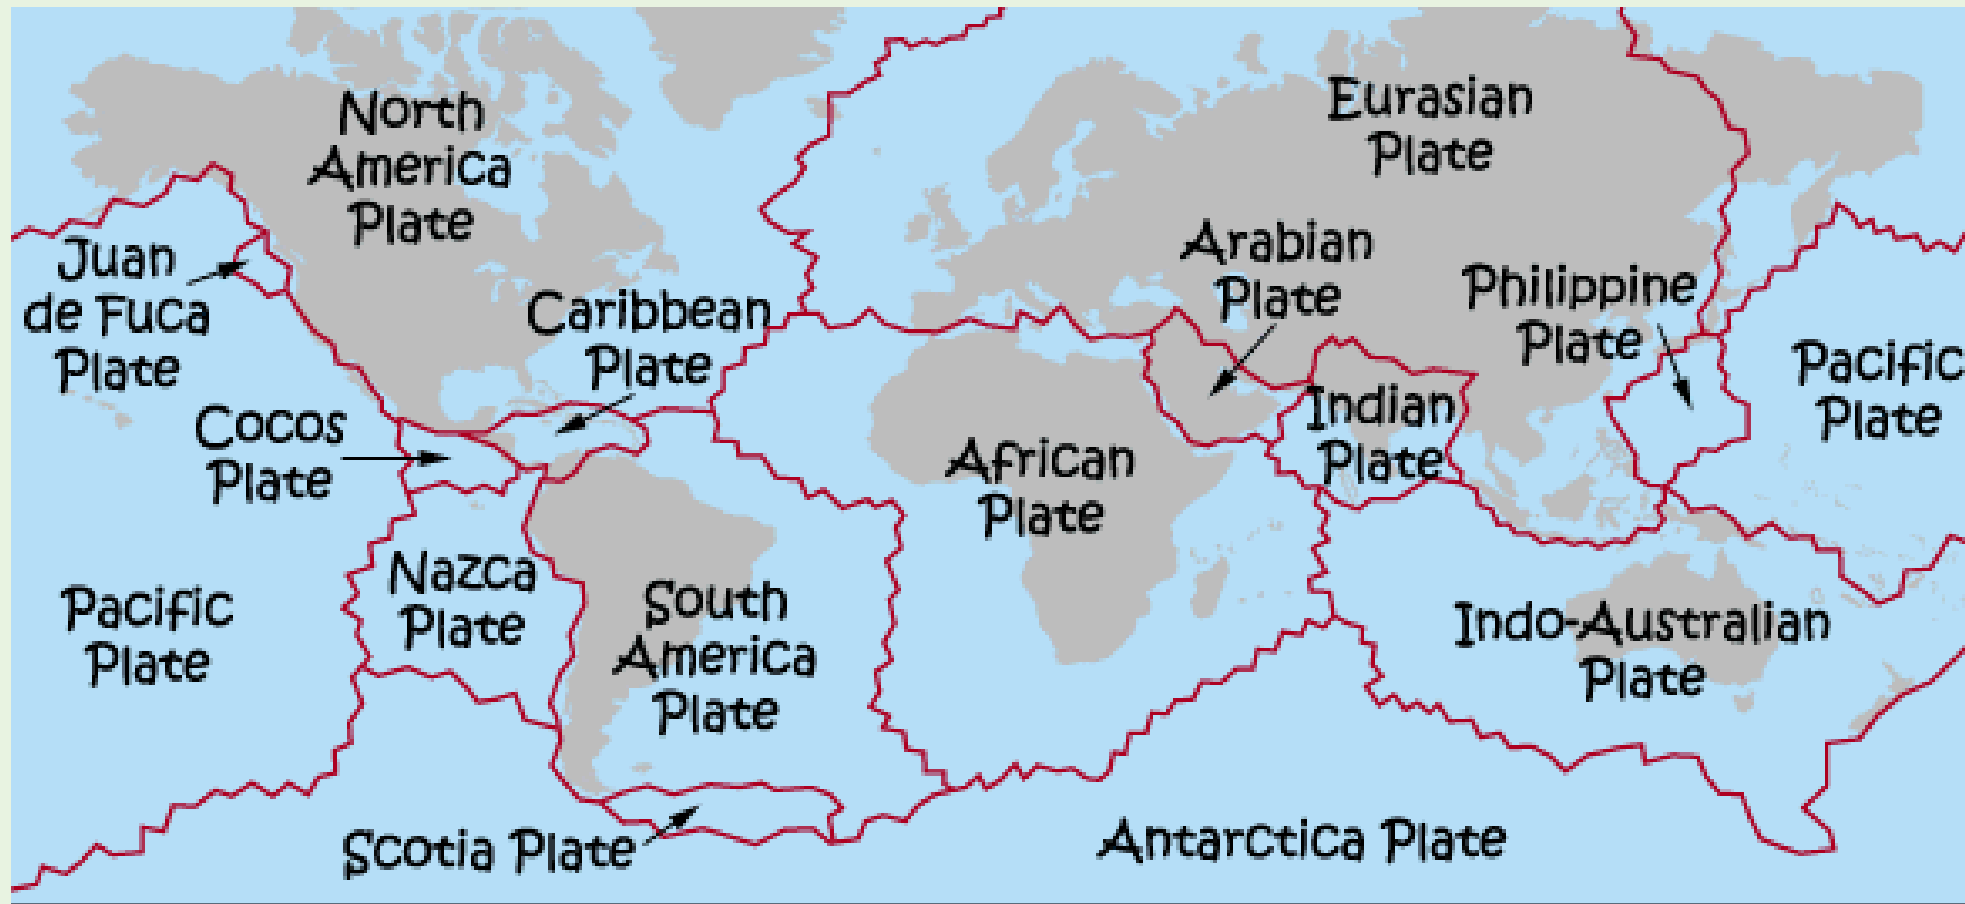 North
America
Plate
Eurasian
Plate
Juan
de Fuca
Plate
Arabian
Plate
Philippine
Plate
Caribbean
Plate
Pacific
Plate
Cocos
Plate
Indian
Plate
African
Plate
Nazca
Plate
Pacific
Plate
South
America
Plate
Indo-Australian
Plate
Scotia Plate
Antarctica Plate